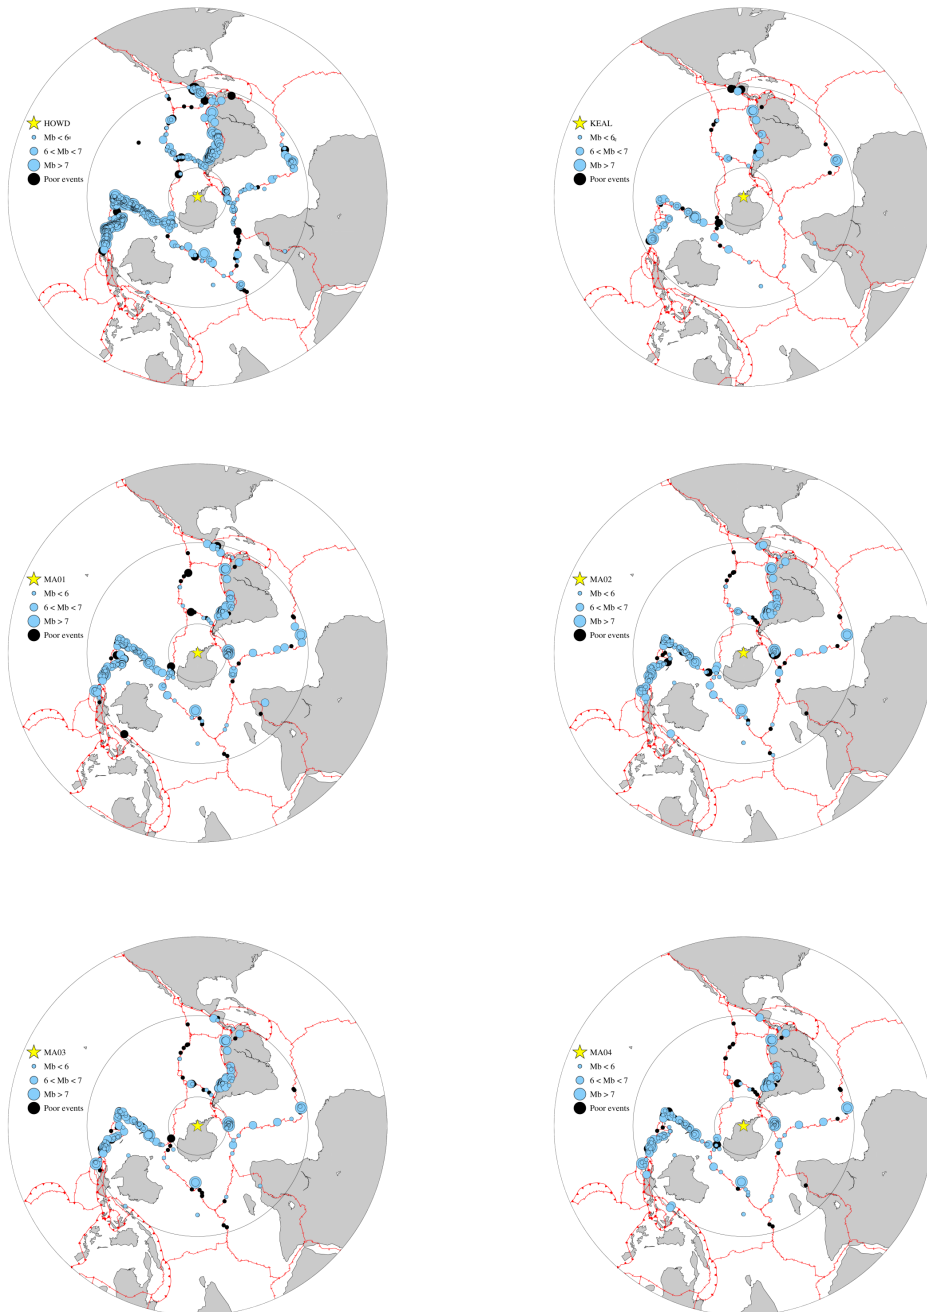 HOWD
Mb < 6
6 < Mb < 7
Mb > 7
Poor events
KEAL
Mb < 6
6 < Mb < 7
Mb > 7
Poor events
MA01
Mb < 6
6 < Mb < 7
Mb > 7
Poor events
MA02
Mb < 6
6 < Mb < 7
Mb > 7
Poor events
MA03
Mb < 6
6 < Mb < 7
Mb > 7
Poor events
MA04
Mb < 6
6 < Mb < 7
Mb > 7
Poor events